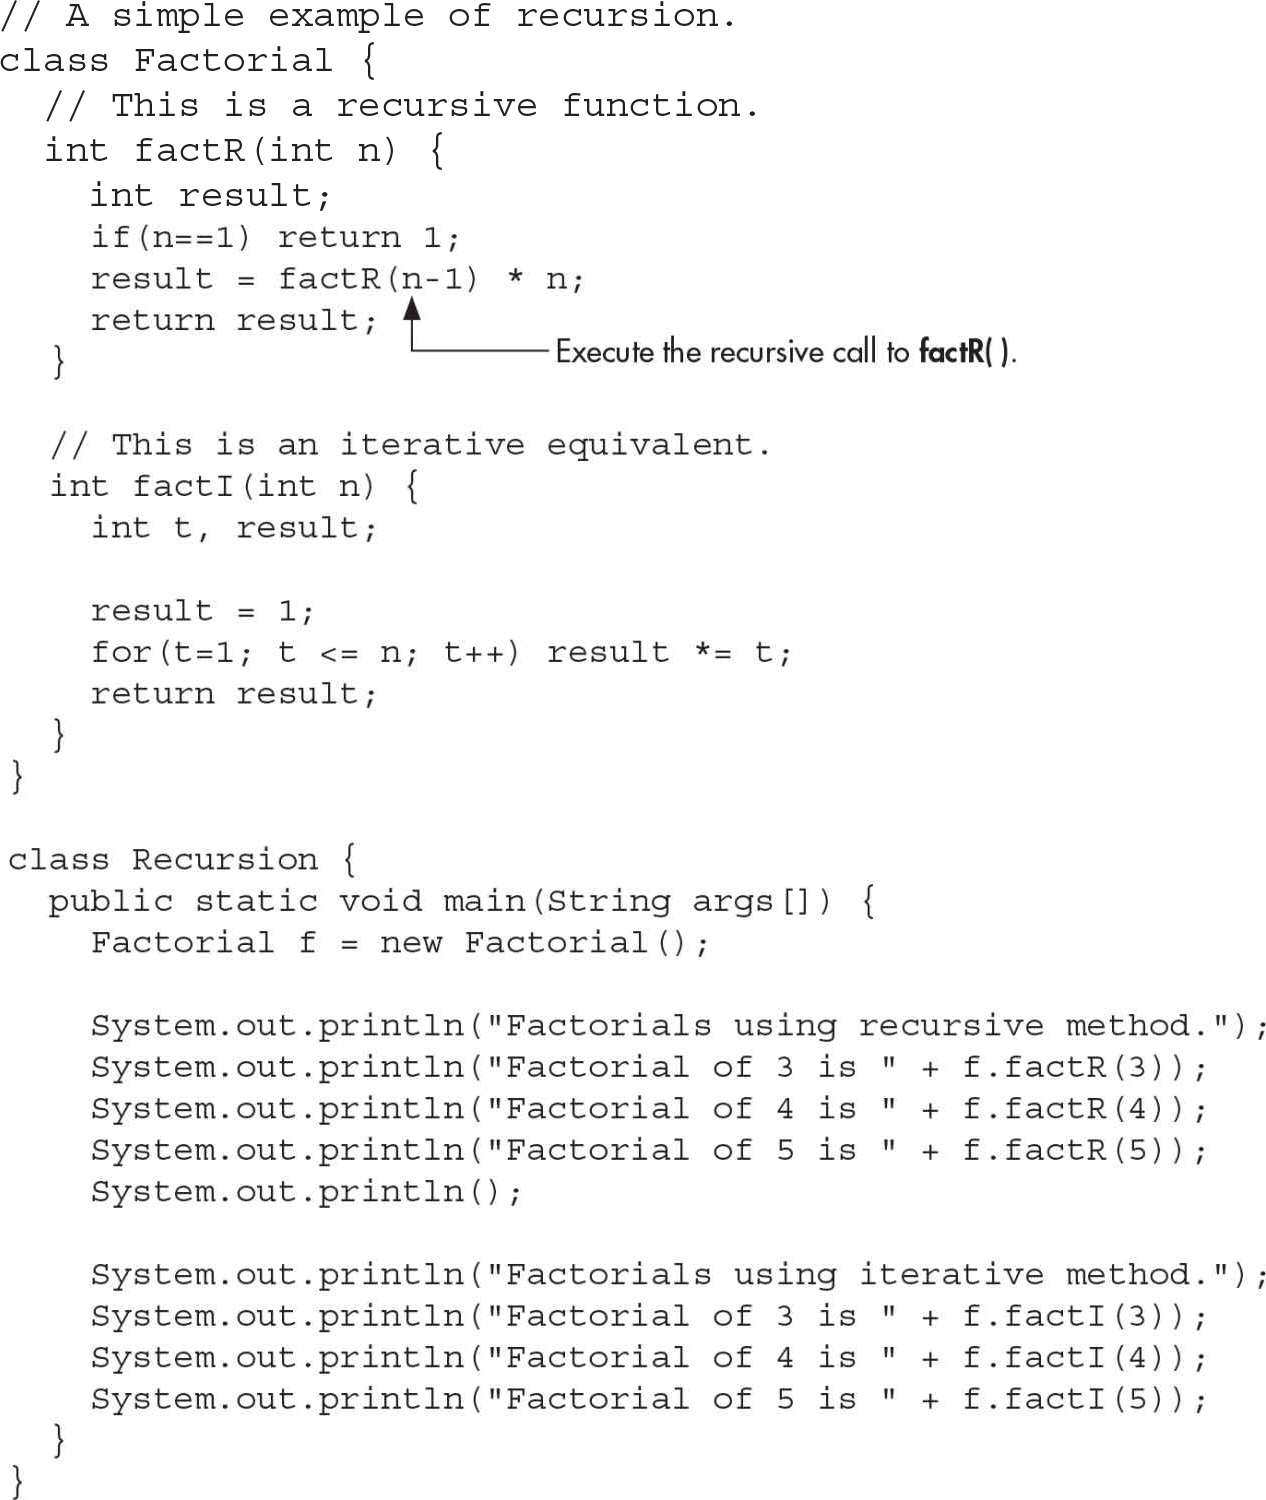 // A simple example of recursion.
class Factorial {
  // This is a recursive function.
  int factR(int n) {
    int result;
    if(n==1) return 1;
    result = factR(n-1) * n;
    return result;
Execute the recursive call to factR( ).
  }

  // This is an iterative equivalent.
  int factI(int n) {
    int t, result;

    result = 1;
    for(t=1; t <= n; t++) result *= t;
    return result;
  }
}

class Recursion {
  public static void main(String args[]) {
    Factorial f = new Factorial();

    System.out.println("Factorials using recursive method.");
    System.out.println("Factorial of 3 is " + f.factR(3));
    System.out.println("Factorial of 4 is " + f.factR(4));
    System.out.println("Factorial of 5 is " + f.factR(5));
    System.out.println();

    System.out.println("Factorials using iterative method.");
    System.out.println("Factorial of 3 is " + f.factI(3));
    System.out.println("Factorial of 4 is " + f.factI(4));
    System.out.println("Factorial of 5 is " + f.factI(5));
  }
}